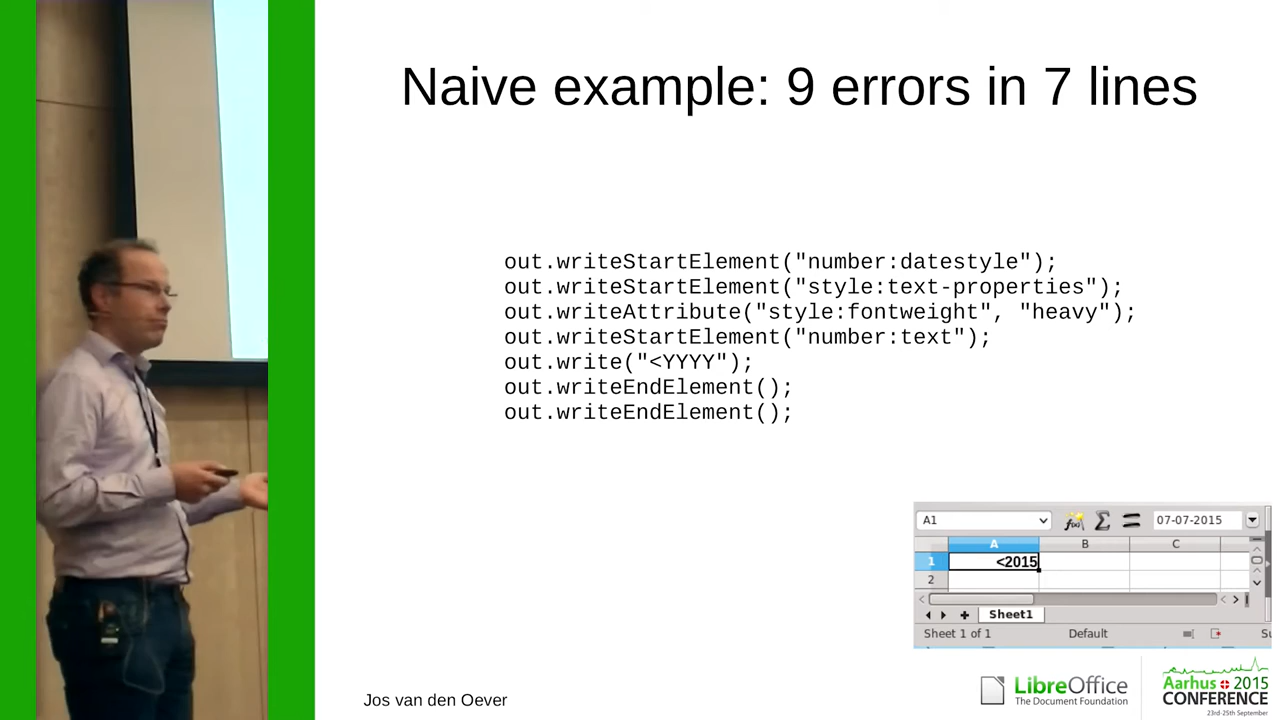 Naive example: 9 errors in 7 lines
out.writeStartElement("number:datestyle");
out.writeStartElement("style:text-properties");
out.writeAttribute("style:fontweight", "heavy");
out.writeStartElement("number:text");
out.write("<YYYY");
out.writeEndElement();
out.writeEndElement();
A1
07-07-2015
A B C
1 <2015
2
Sheet1
Sheet 1 of 1 Default
Jos van den Oever
LibreOffice
The Document Foundation
Aarhus 2015
CONFERENCE
23rd-25th September